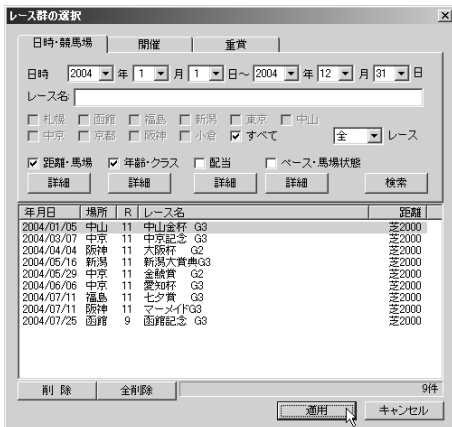 レース群の選択
日時・競馬場 開催 重賞
日時 2004 年 1 月 1 日～ 2004 年 12 月 31 日
レース名
札幌 函館 福島 新潟 東京 中山
中京 京都 阪神 小倉 すべて 全 レース
距離・馬場 年齢・クラス 配当 ペース・馬場状態
詳細 詳細 詳細 詳細 検索
年月日 場所 R レース名 距離
2004/01/05 中山 11 中山金杯 G3 芝2000
2004/03/07 中京 11 中京記念 G3 芝2000
2004/04/04 阪神 11 大阪杯 G2 芝2000
2004/05/16 新潟 11 新潟大賞典G3 芝2000
2004/05/29 中京 11 金鯱賞 G2 芝2000
2004/06/06 中京 11 愛知杯 G3 芝2000
2004/07/11 福島 11 七夕賞 G3 芝2000
2004/07/11 阪神 11 マーメイドG3 芝2000
2004/07/25 函館 9 函館記念 G3 芝2000
削 除 全削除 9件
適用 キャンセル